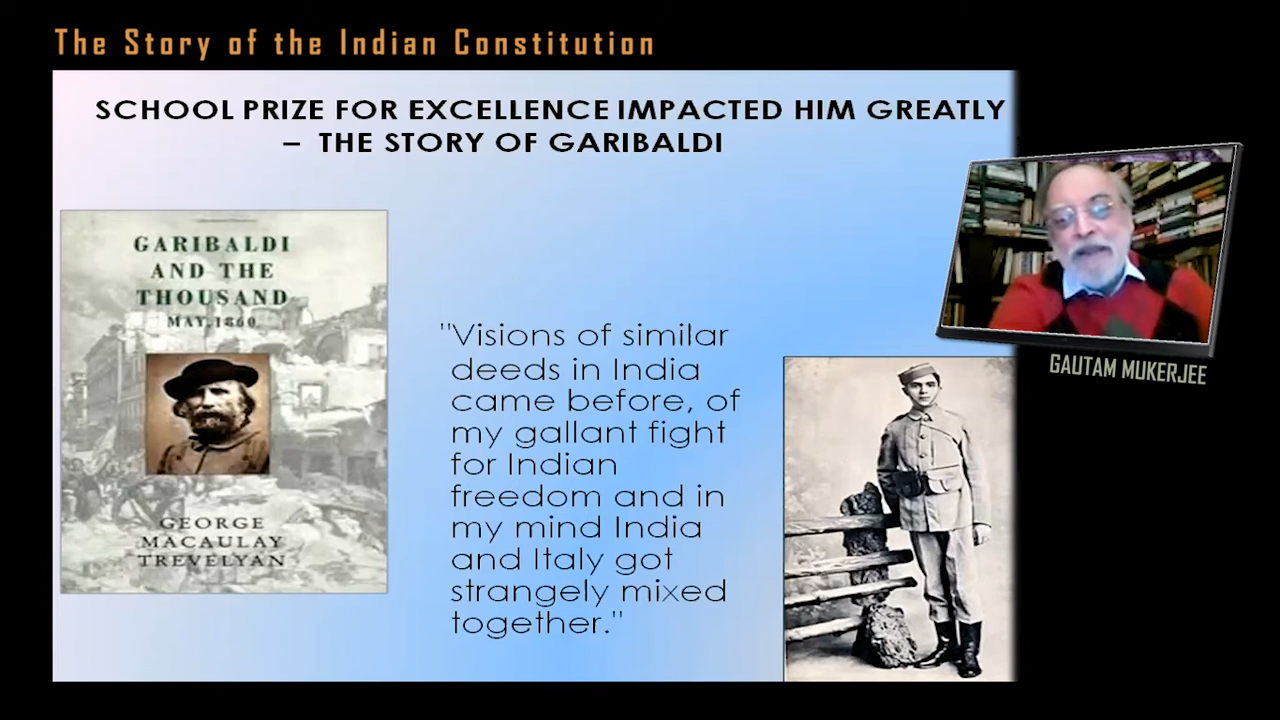 The Story of the Indian Constitution
SCHOOL PRIZE FOR EXCELLENCE IMPACTED HIM GREATLY
– THE STORY OF GARIBALDI
GARIBALDI
AND THE
THOUSAND
MAY, 1860
GEORGE
MACAULAY
TREVELYAN
"Visions of similar
deeds in India
came before, of
my gallant fight
for Indian
freedom and in
my mind India
and Italy got
strangely mixed
together."
GAUTAM MUKERJEE